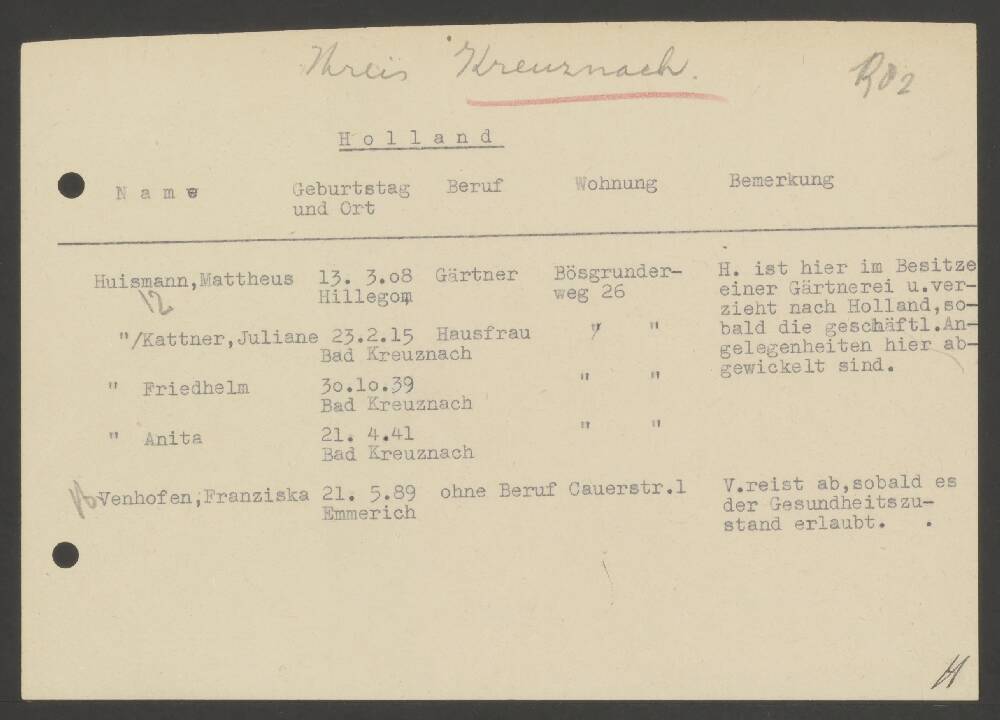 Kreis Kreuznach.
R02
Holland
Name Geburtstag Beruf Wohnung Bemerkung
und Ort
Huismann,Mattheus 13. 3.o8 Gärtner Bösgrunder- H. ist hier im Besitze
12 Hillegom weg 26 einer Gärtnerei u.ver-
zieht nach Holland,so-
"/Kattner,Juliane 23.2.15 Hausfrau " " bald die geschäftl.An-
Bad Kreuznach gelegenheiten hier ab-
gewickelt sind.
" Friedhelm 3o.1o.39 " "
Bad Kreuznach
" Anita 21. 4.41 " "
Bad Kreuznach
Venhofen,Franziska 21. 5.89 ohne Beruf Cauerstr.1 V.reist ab,sobald es
Emmerich der Gesundheitszu-
stand erlaubt.